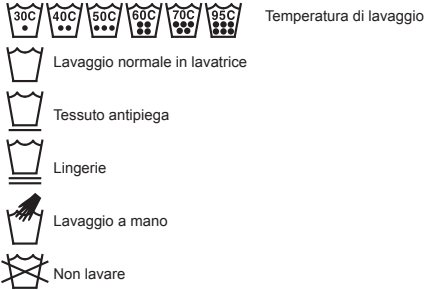 30C 40C 50C 60C 70C 95C Temperatura di lavaggio
Lavaggio normale in lavatrice
Tessuto antipiega
Lingerie
Lavaggio a mano
Non lavare